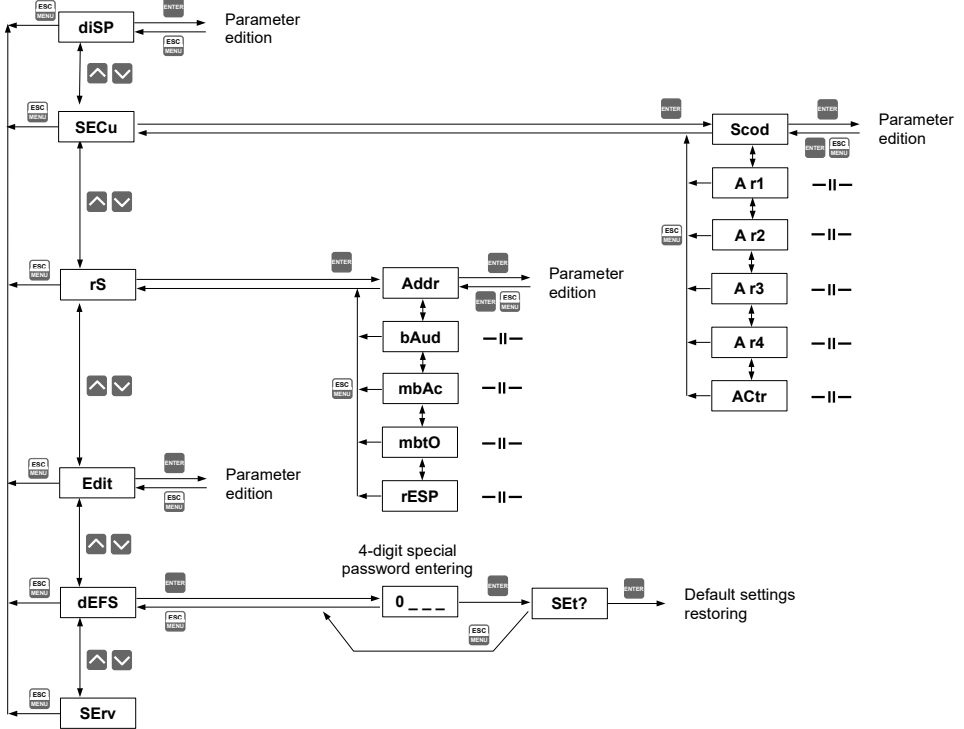 ESC
MENU
ENTER
diSP
Parameter
edition
ESC
MENU
ESC
MENU
SECu
ENTER
Scod
ENTER
Parameter
edition
ENTER
ESC
MENU
A r1
—II—
ESC
MENU
A r2
—II—
ESC
MENU
rS
ENTER
Addr
ENTER
Parameter
edition
ENTER
ESC
MENU
A r3
—II—
bAud
—II—
A r4
—II—
ESC
MENU
mbAc
—II—
ACtr
—II—
mbtO
—II—
ESC
MENU
ENTER
Edit
Parameter
edition
ESC
MENU
rESP
—II—
4-digit special
password entering
ESC
MENU
dEFS
ENTER
ESC
MENU
0 _ _ _
ENTER
SEt?
ENTER
Default settings
restoring
ESC
MENU
ESC
MENU
SErv